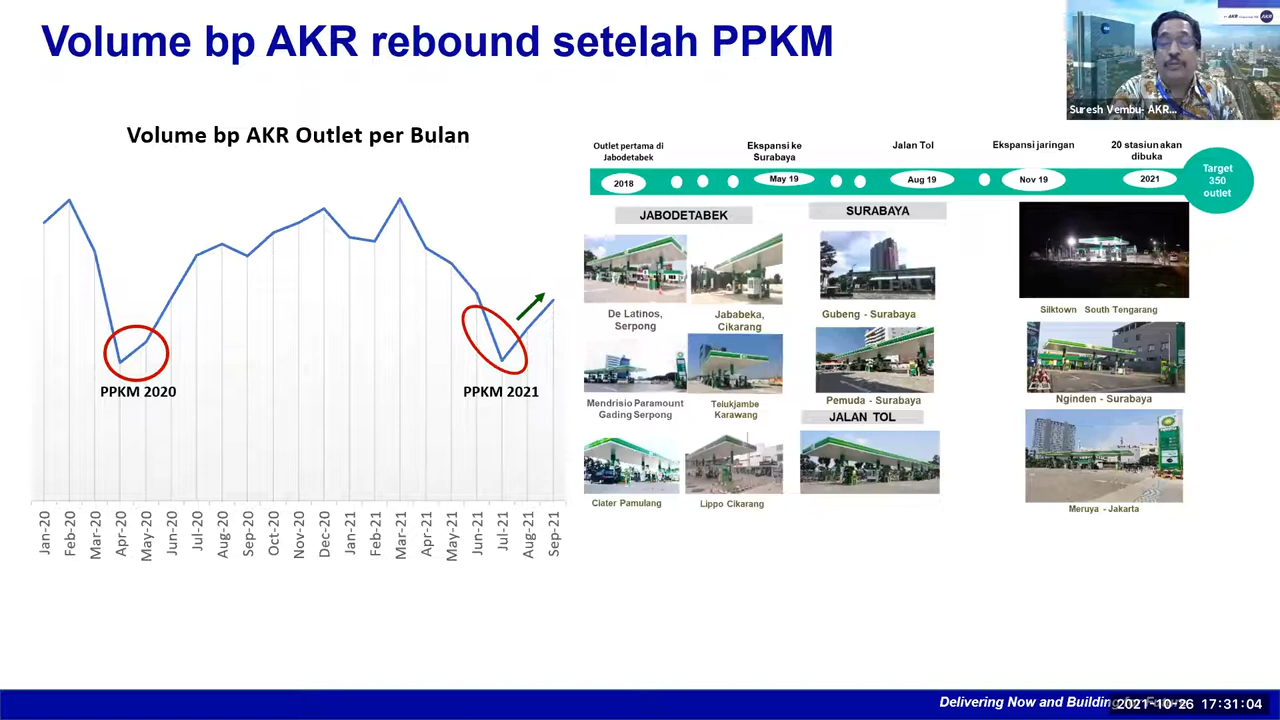 Volume bp AKR rebound setelah PPKM
Suresh Vembu- AKR...
AKR
Volume bp AKR Outlet per Bulan
PPKM 2020
PPKM 2021
Jan-20
Feb-20
Mar-20
Apr-20
May-20
Jun-20
Jul-20
Aug-20
Sep-20
Oct-20
Nov-20
Dec-20
Jan-21
Feb-21
Mar-21
Apr-21
May-21
Jun-21
Jul-21
Aug-21
Sep-21
Outlet pertama di
Jabodetabek
Ekspansi ke
Surabaya
Jalan Tol
Ekspansi jaringan
20 stasiun akan
dibuka
2018
May 19
Aug 19
Nov 19
2021
Target
350
outlet
JABODETABEK
SURABAYA
De Latinos,
Serpong
Jababeka,
Cikarang
Gubeng - Surabaya
Silktown South Tengarang
Mendrisio Paramount
Gading Serpong
Telukjambe
Karawang
Pemuda - Surabaya
Nginden - Surabaya
JALAN TOL
Ciater Pamulang
Lippo Cikarang
Meruya - Jakarta
Delivering Now and Building for Future
2021-10-26 17:31:04